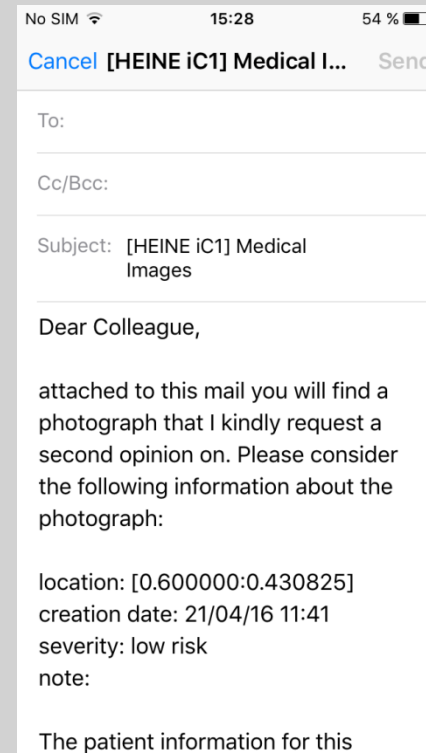 No SIM 15:28 54 %
Cancel [HEINE iC1] Medical I... Send
To:
Cc/Bcc:
Subject: [HEINE iC1] Medical
Images
Dear Colleague,
attached to this mail you will find a
photograph that I kindly request a
second opinion on. Please consider
the following information about the
photograph:
location: [0.600000:0.430825]
creation date: 21/04/16 11:41
severity: low risk
note:
The patient information for this